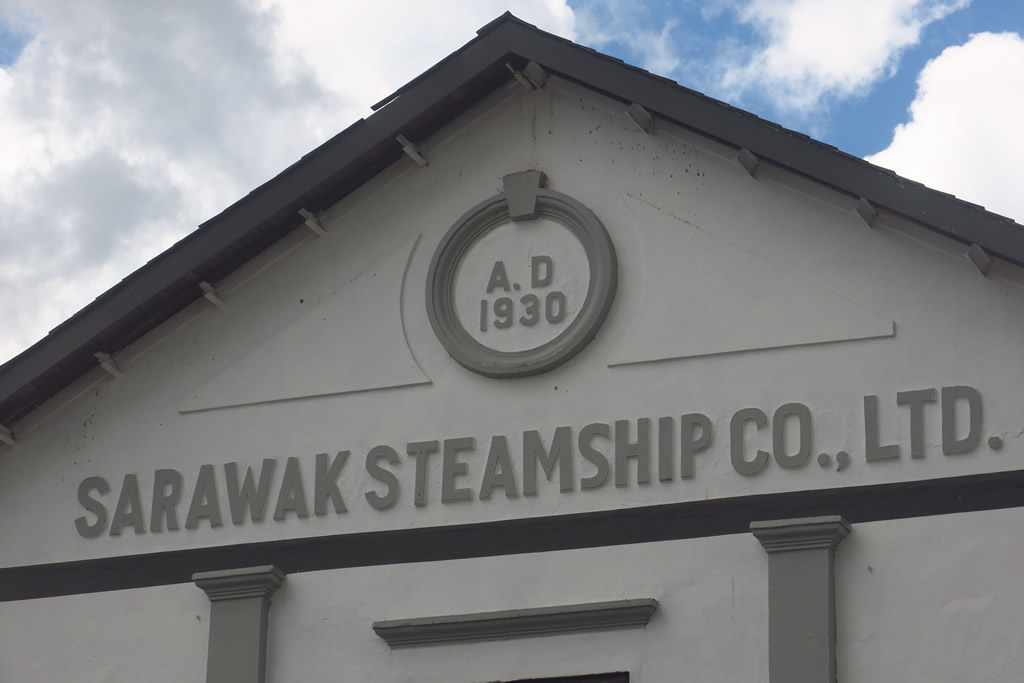 A. D
1930
SARAWAK STEAMSHIP CO., LTD.